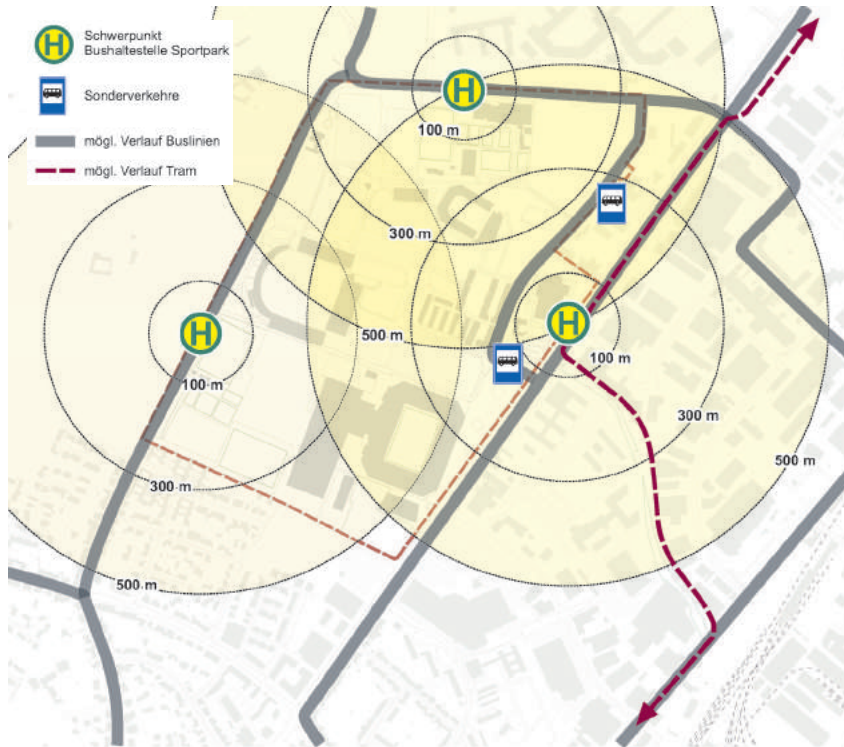 H
Schwerpunkt
Bushaltestelle Sportpark
Sonderverkehre
mögl. Verlauf Buslinien
mögl. Verlauf Tram
H
100 m
300 m
500 m
H
100 m
300 m
500 m
H
100 m
300 m
500 m